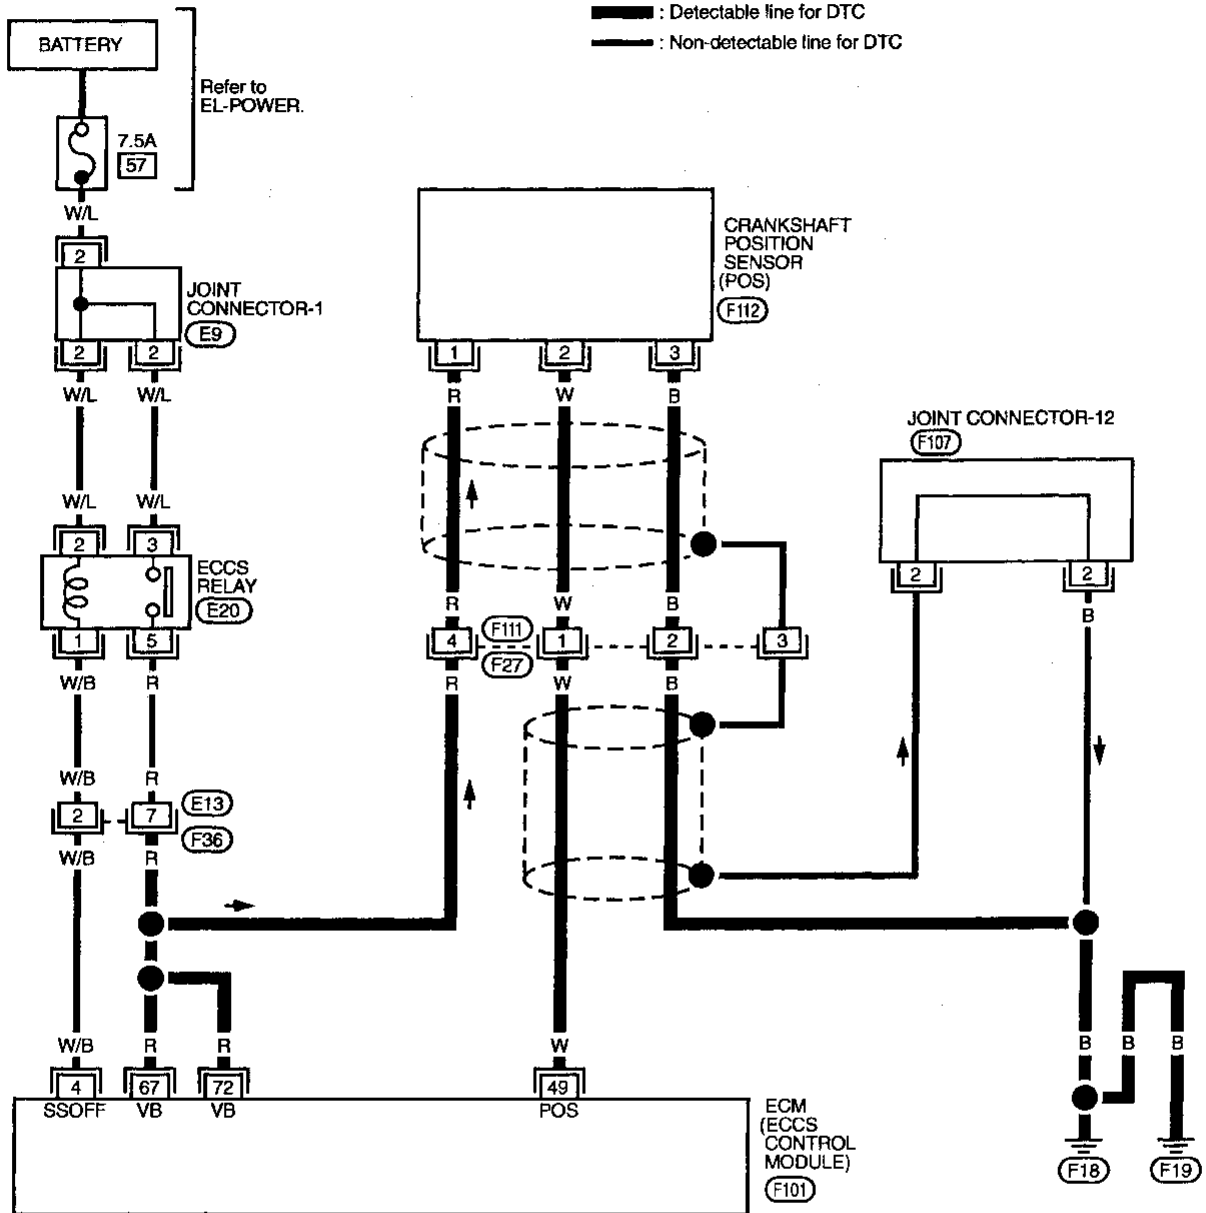 : Detectable line for DTC
: Non-detectable line for DTC
BATTERY
Refer to
EL-POWER.
7.5A
57
W/L
2
JOINT
CONNECTOR-1
E9
2 2
W/L W/L
W/L W/L
2 3
ECCS
RELAY
E20
1 5
W/B R
W/B R
2 7
E13
F36
W/B R
CRANKSHAFT
POSITION
SENSOR
(POS)
F112
1 2 3
R W B
R W B
4 F111 1 2 3
F27
R W B
JOINT CONNECTOR-12
F107
2 2
B
W/B R R W B B B
4 67 72 49
SSOFF VB VB POS
ECM
(ECCS
CONTROL
MODULE)
F101
F18 F19